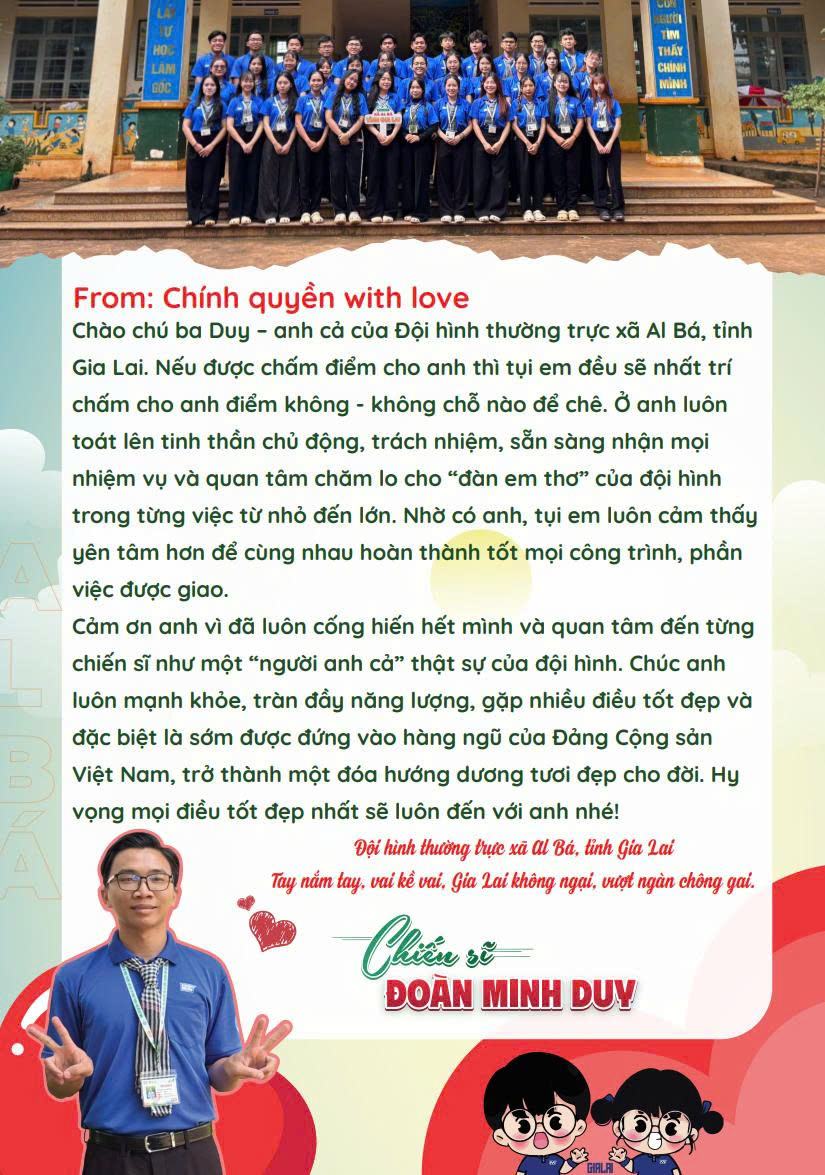 LẤY
TỰ
HỌC
LÀM
GỐC
CON
NGƯỜI
TÌM
THẤY
CHÍNH
MÌNH
XÃ AL BÁ
TỈNH GIA LAI
From: Chính quyền with love
Chào chú ba Duy – anh cả của Đội hình thường trực xã Al Bá, tỉnh
Gia Lai. Nếu được chấm điểm cho anh thì tụi em đều sẽ nhất trí
chấm cho anh điểm không - không chỗ nào để chê. Ở anh luôn
toát lên tinh thần chủ động, trách nhiệm, sẵn sàng nhận mọi
nhiệm vụ và quan tâm chăm lo cho “đàn em thơ” của đội hình
trong từng việc từ nhỏ đến lớn. Nhờ có anh, tụi em luôn cảm thấy
yên tâm hơn để cùng nhau hoàn thành tốt mọi công trình, phần
việc được giao.
Cảm ơn anh vì đã luôn cống hiến hết mình và quan tâm đến từng
chiến sĩ như một “người anh cả” thật sự của đội hình. Chúc anh
luôn mạnh khỏe, tràn đầy năng lượng, gặp nhiều điều tốt đẹp và
đặc biệt là sớm được đứng vào hàng ngũ của Đảng Cộng sản
Việt Nam, trở thành một đóa hướng dương tươi đẹp cho đời. Hy
vọng mọi điều tốt đẹp nhất sẽ luôn đến với anh nhé!
Đội hình thường trực xã Al Bá, tỉnh Gia Lai
Tay nắm tay, vai kề vai, Gia Lai không ngại, vượt ngàn chông gai.
Chiến sĩ
ĐOÀN MINH DUY
AL BÁ
GIALAI